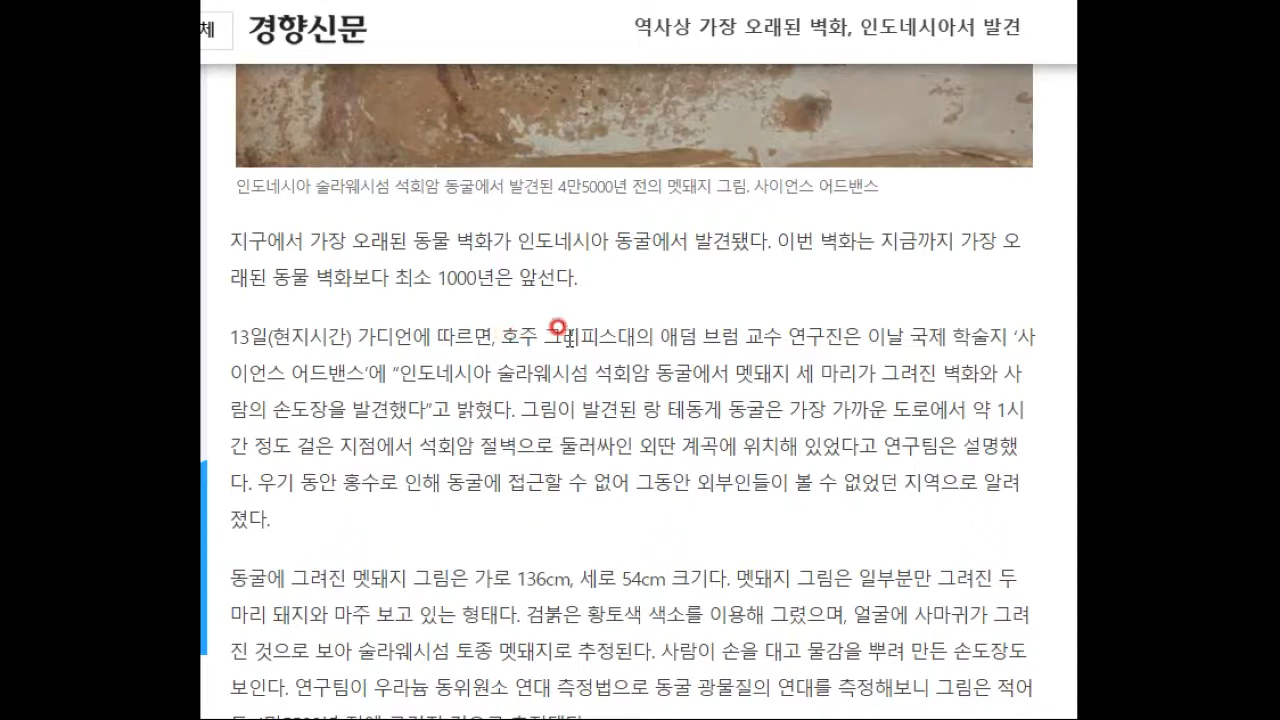 체
경향신문
역사상 가장 오래된 벽화, 인도네시아서 발견
인도네시아 술라웨시섬 석회암 동굴에서 발견된 4만5000년 전의 멧돼지 그림. 사이언스 어드밴스
지구에서 가장 오래된 동물 벽화가 인도네시아 동굴에서 발견됐다. 이번 벽화는 지금까지 가장 오
래된 동물 벽화보다 최소 1000년은 앞선다.
13일(현지시간) 가디언에 따르면, 호주 그리피스대의 애덤 브럼 교수 연구진은 이날 국제 학술지 ‘사
이언스 어드밴스’에 “인도네시아 술라웨시섬 석회암 동굴에서 멧돼지 세 마리가 그려진 벽화와 사
람의 손도장을 발견했다”고 밝혔다. 그림이 발견된 랑 테동게 동굴은 가장 가까운 도로에서 약 1시
간 정도 걸은 지점에서 석회암 절벽으로 둘러싸인 외딴 계곡에 위치해 있었다고 연구팀은 설명했
다. 우기 동안 홍수로 인해 동굴에 접근할 수 없어 그동안 외부인들이 볼 수 없었던 지역으로 알려
졌다.
동굴에 그려진 멧돼지 그림은 가로 136cm, 세로 54cm 크기다. 멧돼지 그림은 일부분만 그려진 두
마리 돼지와 마주 보고 있는 형태다. 검붉은 황토색 색소를 이용해 그렸으며, 얼굴에 사마귀가 그려
진 것으로 보아 술라웨시섬 토종 멧돼지로 추정된다. 사람이 손을 대고 물감을 뿌려 만든 손도장도
보인다. 연구팀이 우라늄 동위원소 연대 측정법으로 동굴 광물질의 연대를 측정해보니 그림은 적어